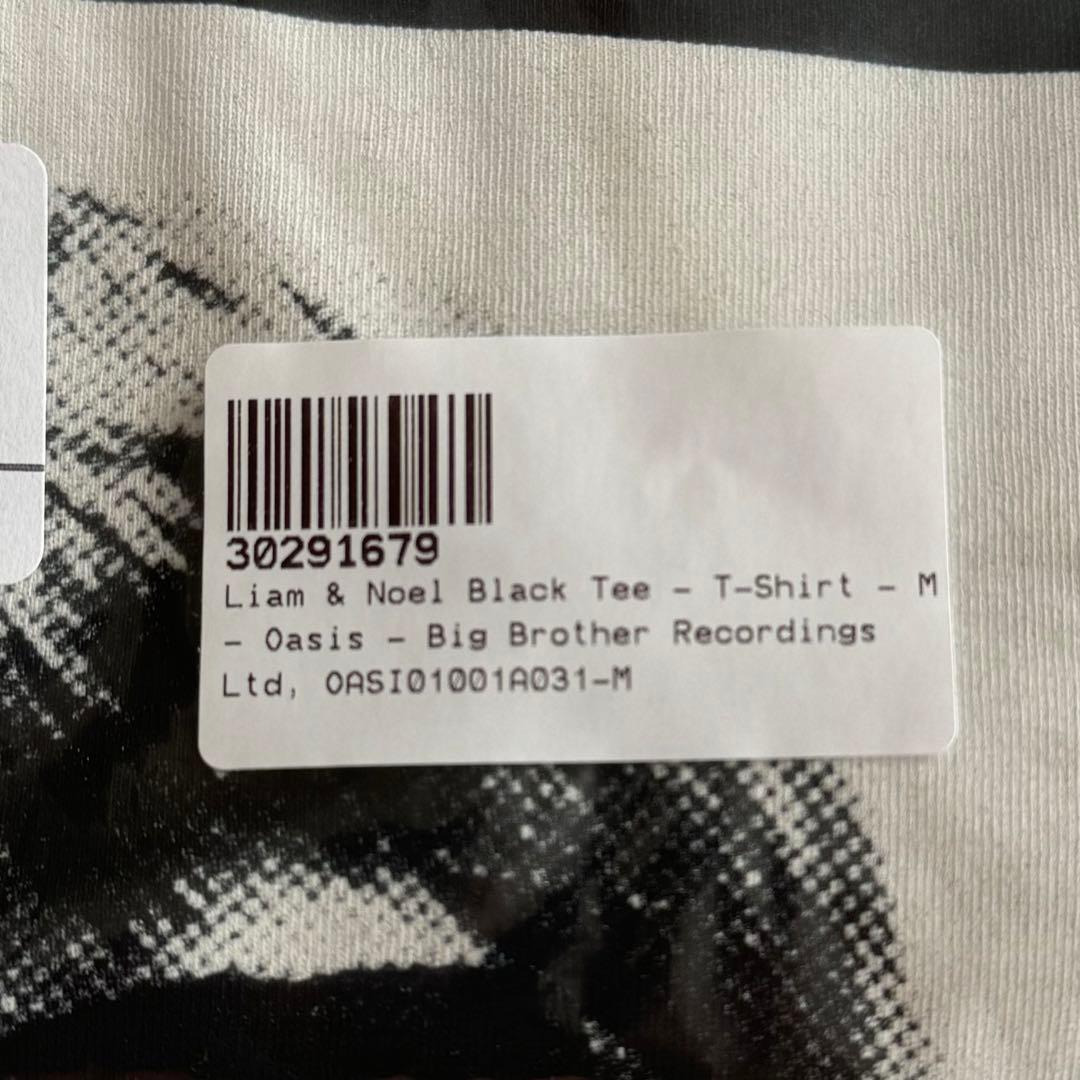 30291679
Liam & Noel Black Tee - T-Shirt - M
- Oasis - Big Brother Recordings
Ltd, OASI01001A031-M